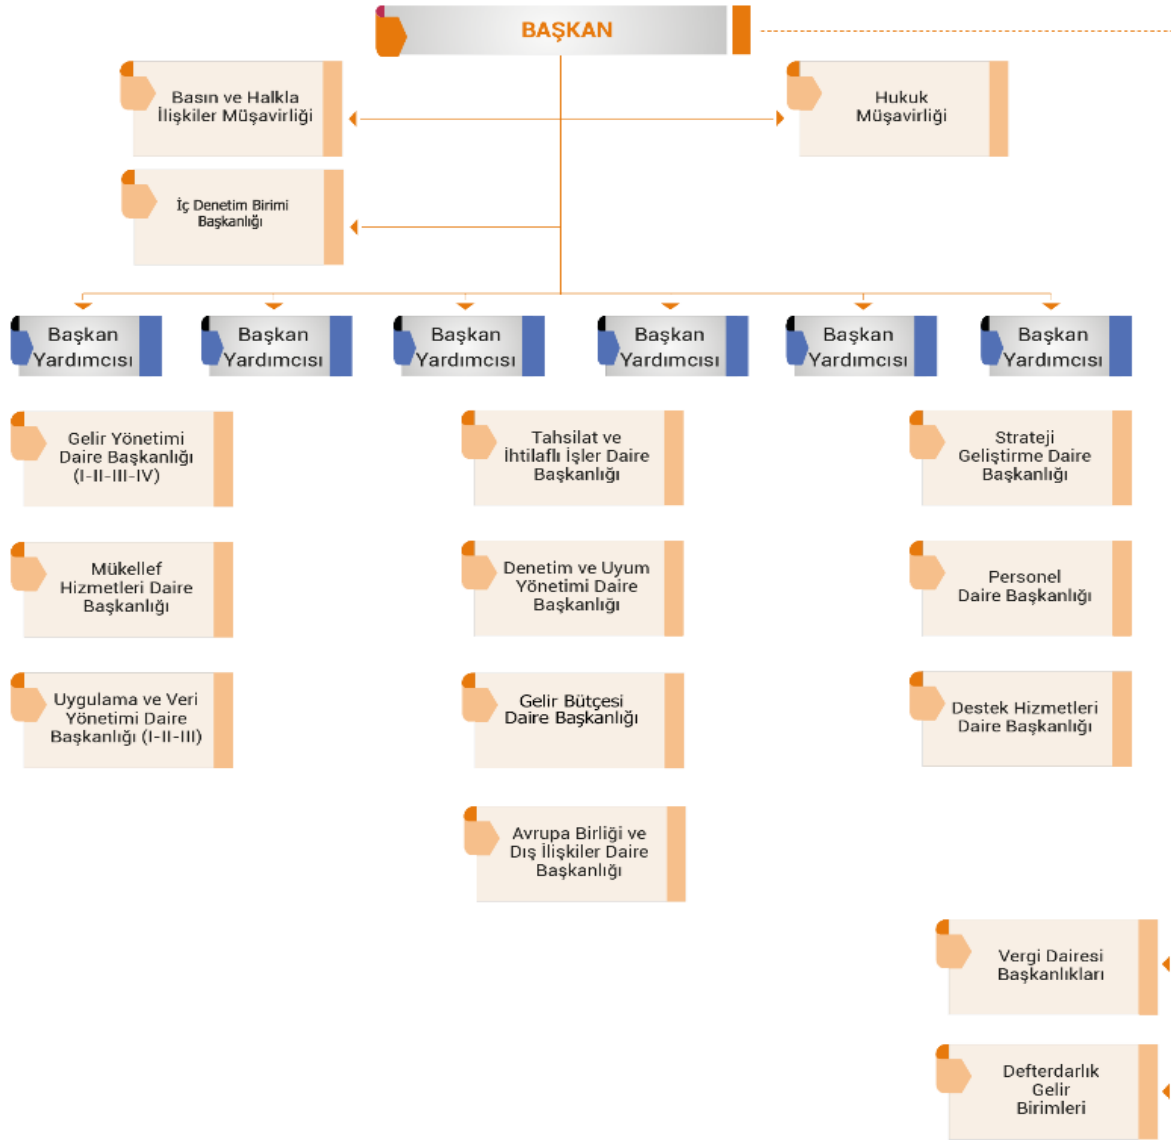 BAŞKAN
Basın ve Halkla
İlişkiler Müşavirliği
Hukuk
Müşavirliği
İç Denetim Birimi
Başkanlığı
Başkan
Yardımcısı
Başkan
Yardımcısı
Başkan
Yardımcısı
Başkan
Yardımcısı
Başkan
Yardımcısı
Başkan
Yardımcısı
Gelir Yönetimi
Daire Başkanlığı
(I-II-III-IV)
Tahsilat ve
İhtilaflı İşler Daire
Başkanlığı
Strateji
Geliştirme Daire
Başkanlığı
Mükellef
Hizmetleri Daire
Başkanlığı
Denetim ve Uyum
Yönetimi Daire
Başkanlığı
Personel
Daire Başkanlığı
Uygulama ve Veri
Yönetimi Daire
Başkanlığı (I-II-III)
Gelir Bütçesi
Daire Başkanlığı
Destek Hizmetleri
Daire Başkanlığı
Avrupa Birliği ve
Dış İlişkiler Daire
Başkanlığı
Vergi Dairesi
Başkanlıkları
Defterdarlık
Gelir
Birimleri